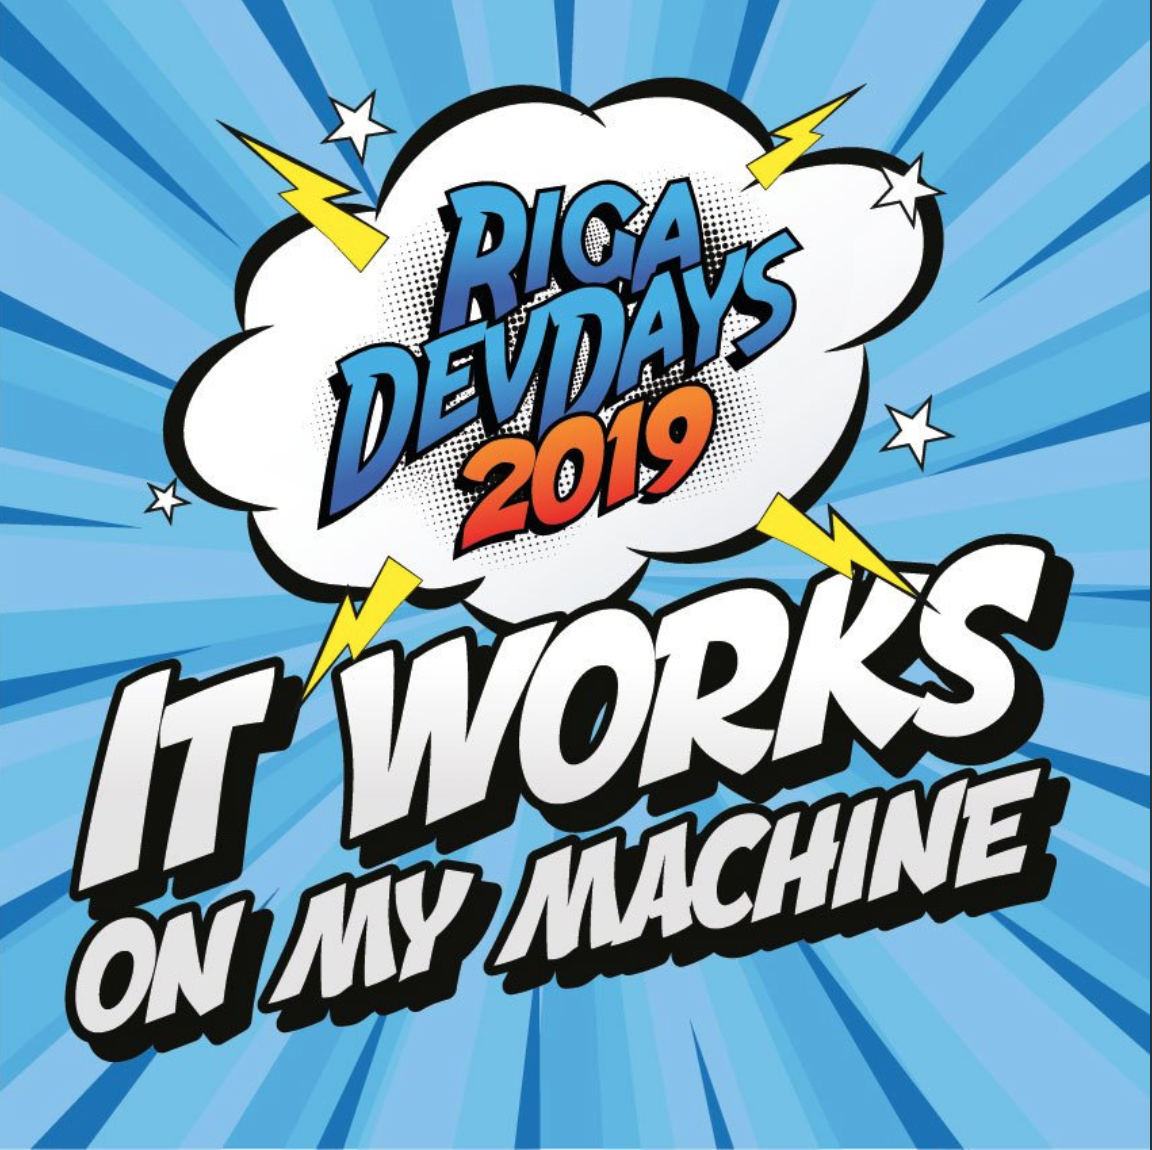 RIGA
DEVDAYS
2019
IT WORKS
ON MY MACHINE